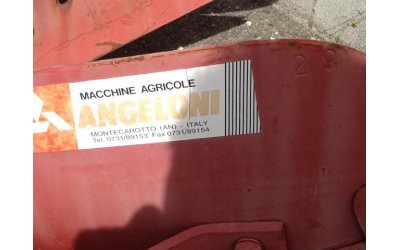 MACCHINE AGRICOLE
ANGELONI
MONTECAROTTO (AN) - ITALY
Tel. 0731/89153 Fax 0731/89154
28